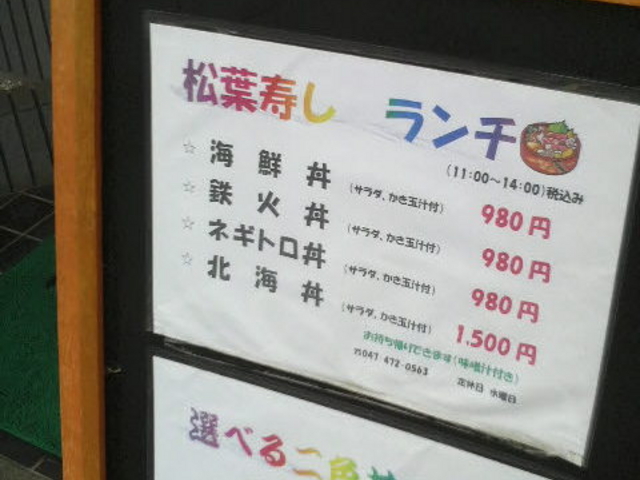 松葉寿し ランチ
(11:00～14:00)税込み
☆ 海鮮丼 (サラダ、かき玉汁付) 980円
☆ 鉄火丼 (サラダ、かき玉汁付) 980円
☆ ネギトロ丼 (サラダ、かき玉汁付) 980円
☆ 北海丼 (サラダ、かき玉汁付) 1.500円
お持ち帰りできます(味噌汁付き)
☎047 472-0563 定休日 水曜日
選べる二色丼